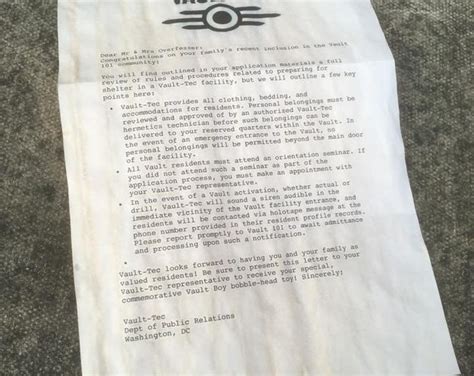 VAULT
Dear Mr & Mrs Overfester:
Congratulations on your family's recent inclusion in the Vault
101 community!
You will find outlined in your application materials a full
review of rules and procedures related to preparing for
shelter in a Vault-Tec facility, but we will outline a few key
points here:
• Vault-Tec provides all clothing, bedding, and
accommodations for residents. Personal belongings must be
reviewed and approved of by an authorised Vault-Tec
hermetics technician before such belongings can be
delivered to your reserved quarters within the Vault. In
the event of an emergency entrance to the Vault, no
personal belongings will be permitted beyond the main door
of the facility.
• All Vault residents must attend an orientation seminar. If
you did not attend such a seminar as part of the
application process, you must make an appointment with
your Vault-Tec representative.
• In the event of a Vault activation, whether actual or
drill, Vault-Tec will sound a siren audible in the
immediate vicinity of the Vault facility entrance, and
residents will be contacted via holotape message at the
phone number provided in their resident profile records.
Please report promptly to Vault 101 to await admittance
and processing upon such a notification.
•
Vault-Tec looks forward to having you and your family as
valued residents! Be sure to present this letter to your
Vault-Tec representative to receive your special,
commemorative Vault Boy bobble-head toy! Sincerely;
Vault-Tec
Dept of Public Relations
Washington, DC